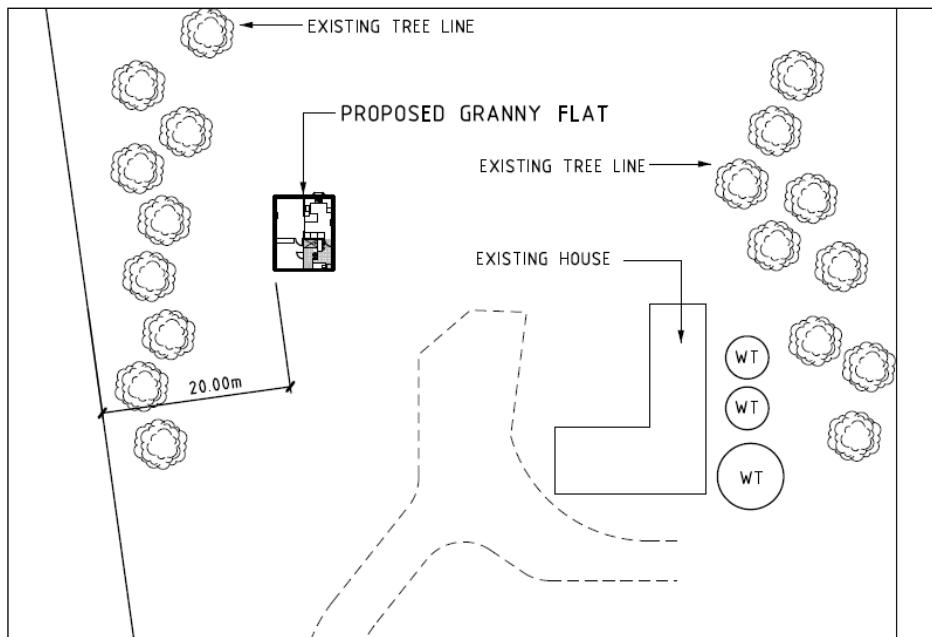 EXISTING TREE LINE
PROPOSED GRANNY FLAT
EXISTING TREE LINE
EXISTING HOUSE
WT
20.00m
WT
WT